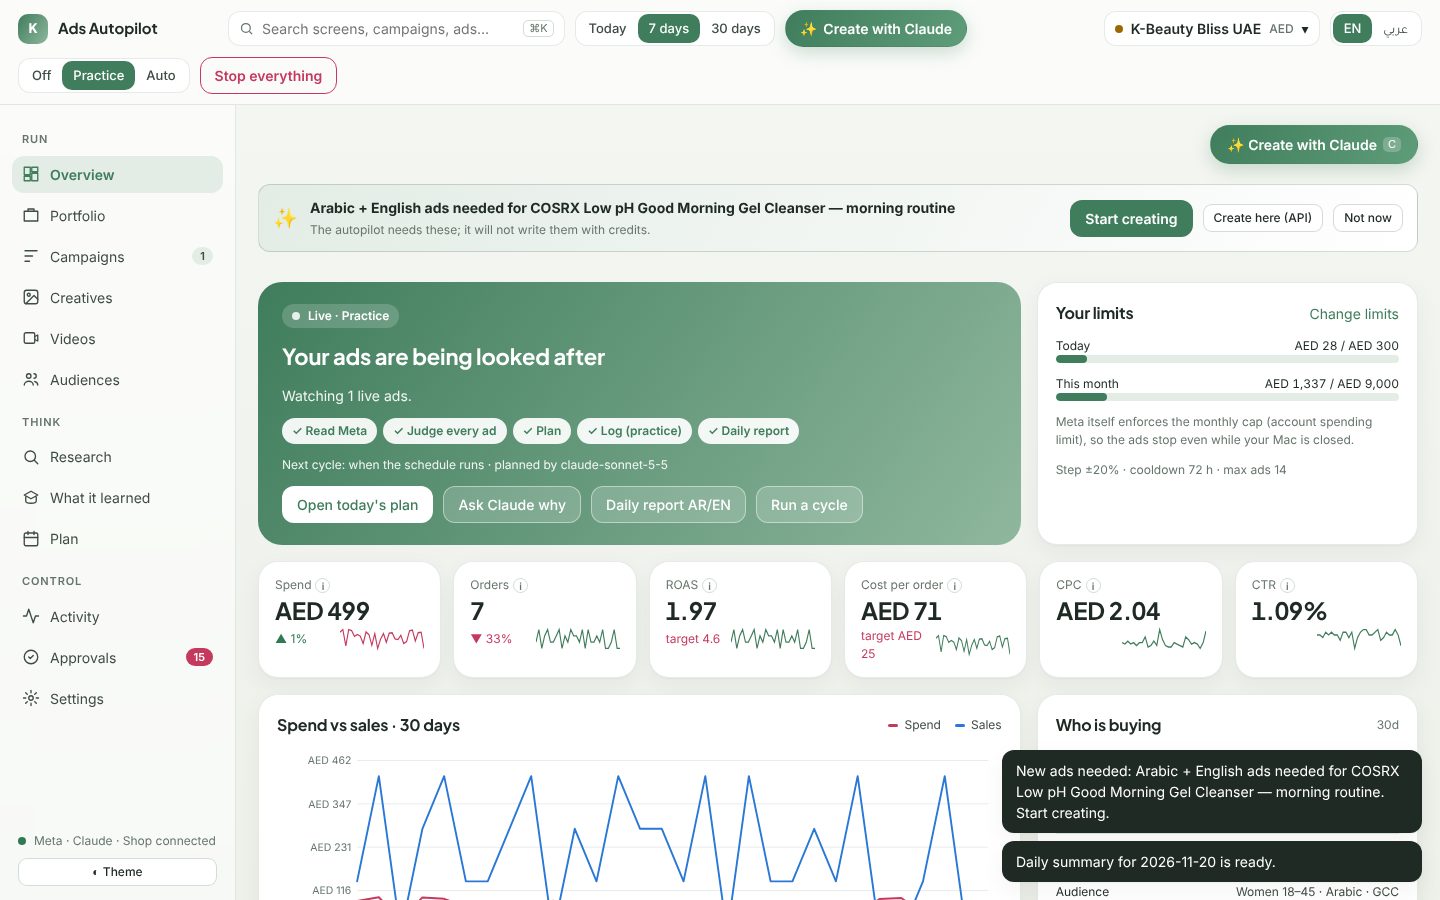 K
Ads Autopilot
Search screens, campaigns, ads...
⌘K
Today
7 days
30 days
✨ Create with Claude
K-Beauty Bliss UAE AED ▾
EN
عربي
Off
Practice
Auto
Stop everything
RUN
Overview
Portfolio
Campaigns
1
Creatives
Videos
Audiences
THINK
Research
What it learned
Plan
CONTROL
Activity
Approvals
15
Settings
Meta · Claude · Shop connected
Theme
✨ Create with Claude C
Arabic + English ads needed for COSRX Low pH Good Morning Gel Cleanser — morning routine
The autopilot needs these; it will not write them with credits.
Start creating
Create here (API)
Not now
Live · Practice
Your ads are being looked after
Watching 1 live ads.
✓ Read Meta
✓ Judge every ad
✓ Plan
✓ Log (practice)
✓ Daily report
Next cycle: when the schedule runs · planned by claude-sonnet-5-5
Open today's plan
Ask Claude why
Daily report AR/EN
Run a cycle
Your limits
Change limits
Today
AED 28 / AED 300
This month
AED 1,337 / AED 9,000
Meta itself enforces the monthly cap (account spending
limit), so the ads stop even while your Mac is closed.
Step ±20% · cooldown 72 h · max ads 14
Spend i
AED 499
▲ 1%
Orders i
7
▼ 33%
ROAS i
1.97
target 4.6
Cost per order i
AED 71
target AED
25
CPC i
AED 2.04
CTR i
1.09%
Spend vs sales · 30 days
Spend
Sales
AED 462
AED 347
AED 231
AED 116
Who is buying
30d
New ads needed: Arabic + English ads needed for COSRX
Low pH Good Morning Gel Cleanser — morning routine.
Start creating.
Daily summary for 2026-11-20 is ready.
Audience
Women 18–45 · Arabic · GCC